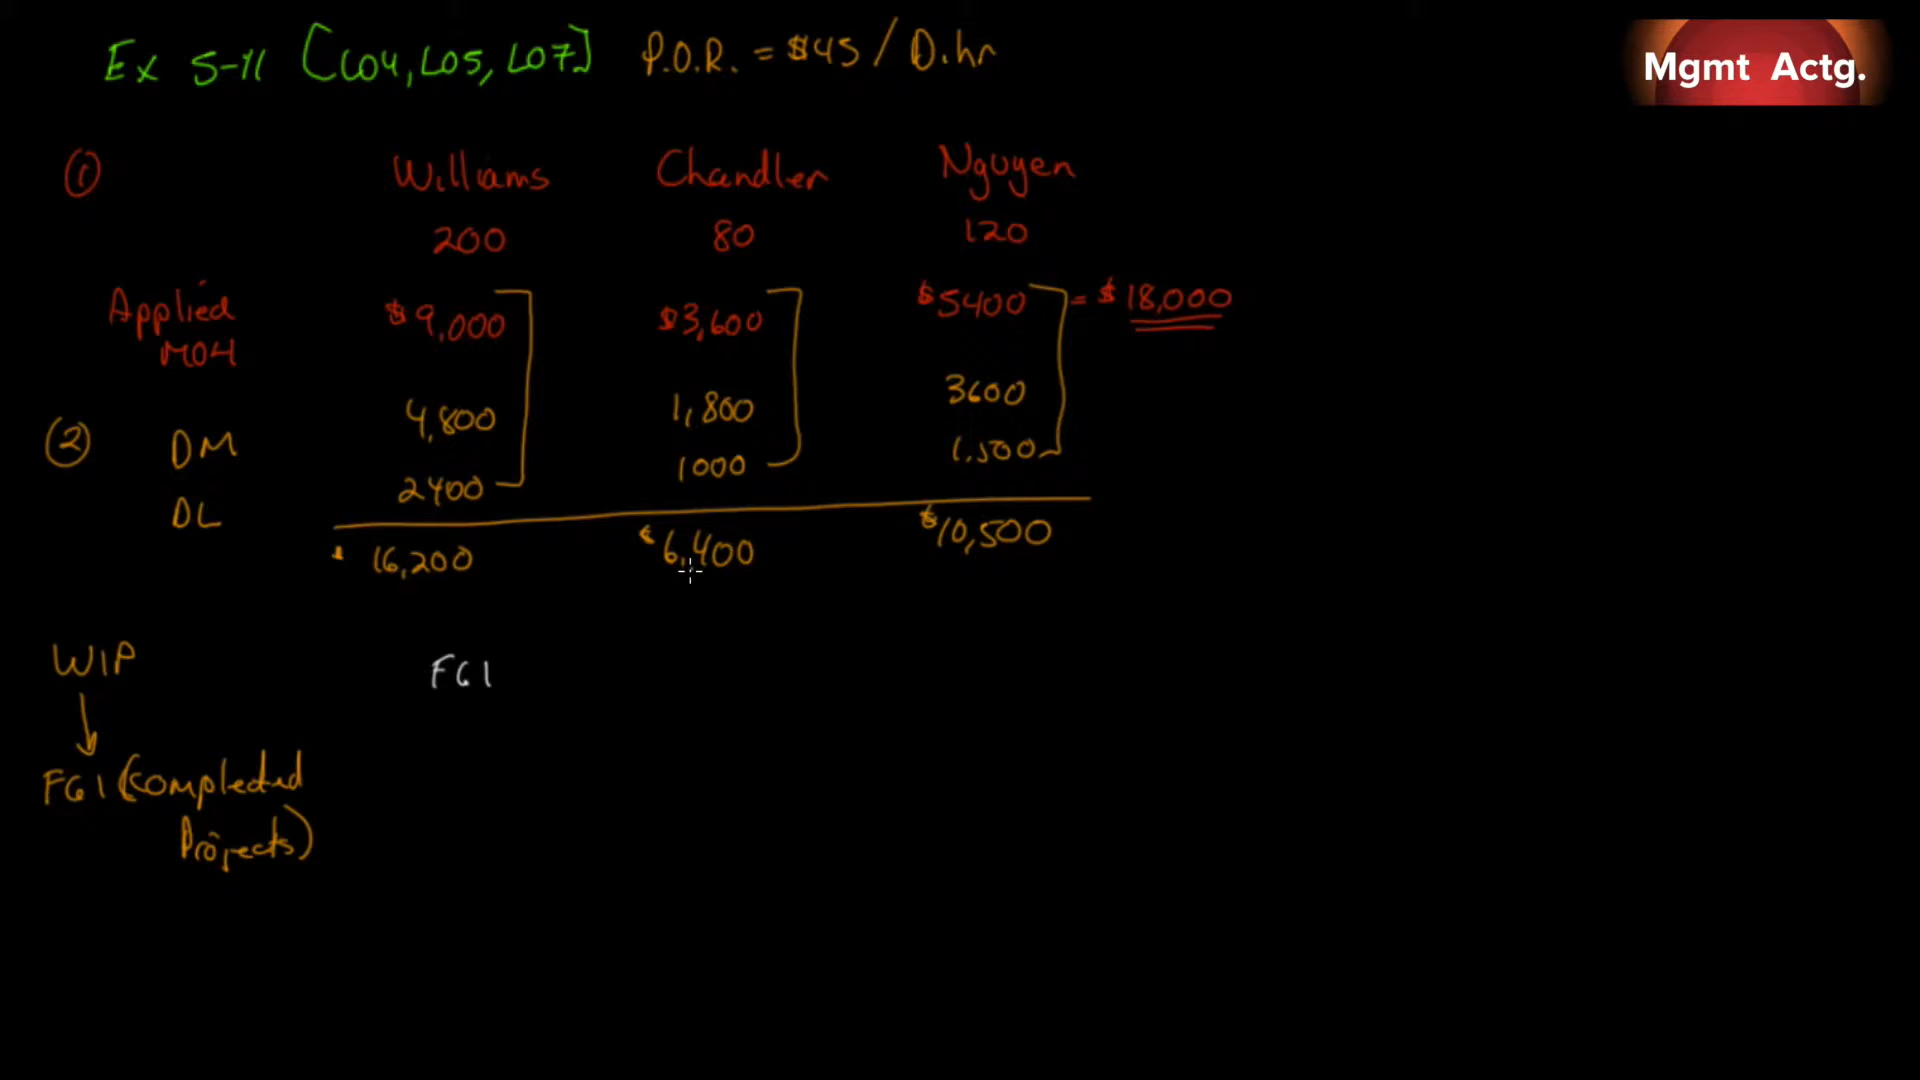 Ex 5-11 [LO4, LO5, LO7] P.O.R. = $45 / D.hr
Mgmt Actg.
① Williams Chandler Nguyen
200 80 120
Applied $9,000 $3,600 $5400 = $18,000
MOH
② DM 4,800 1,800 3600
DL 2400 1000 1,500
16,200 $6,400 $10,500
WIP FGI
FGI (Completed
Projects)